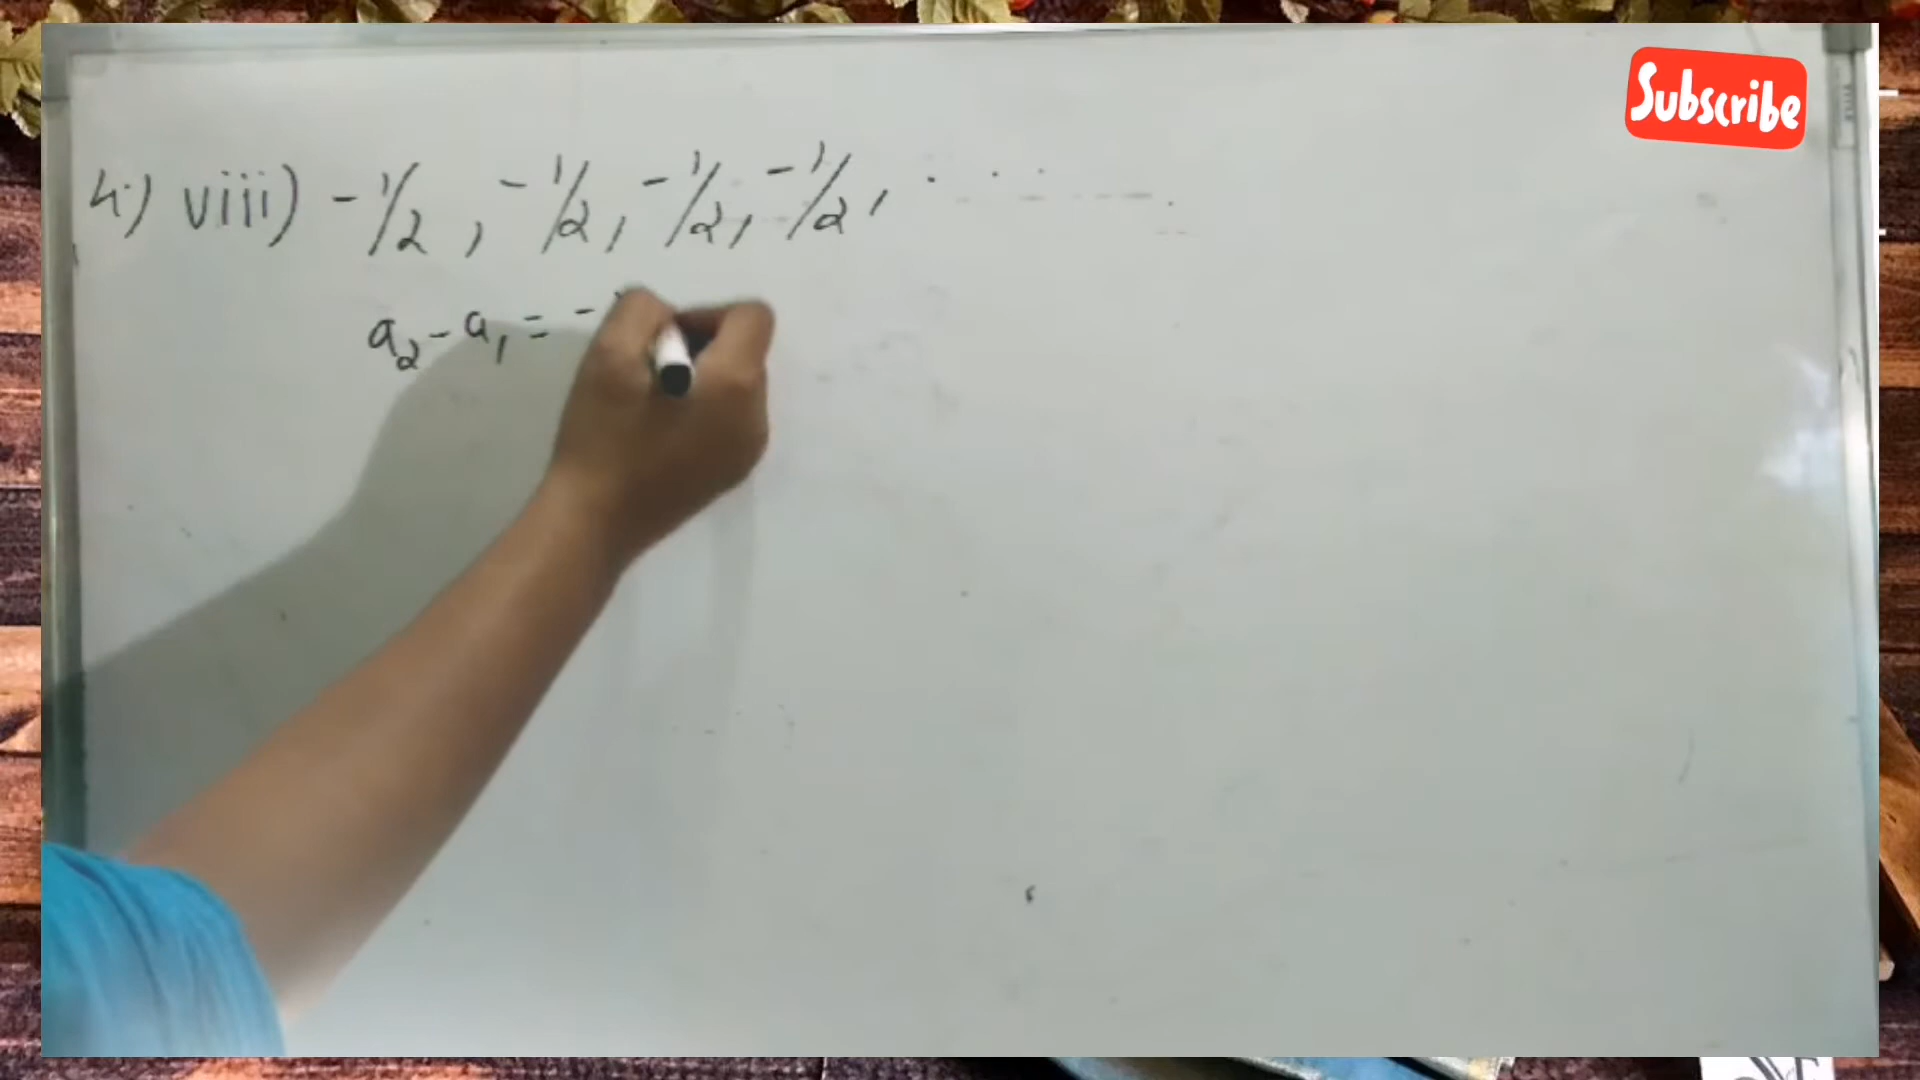 Subscribe
4.) viii) -1/2, -1/2, -1/2, -1/2, . . .
a₂ - a₁ = -